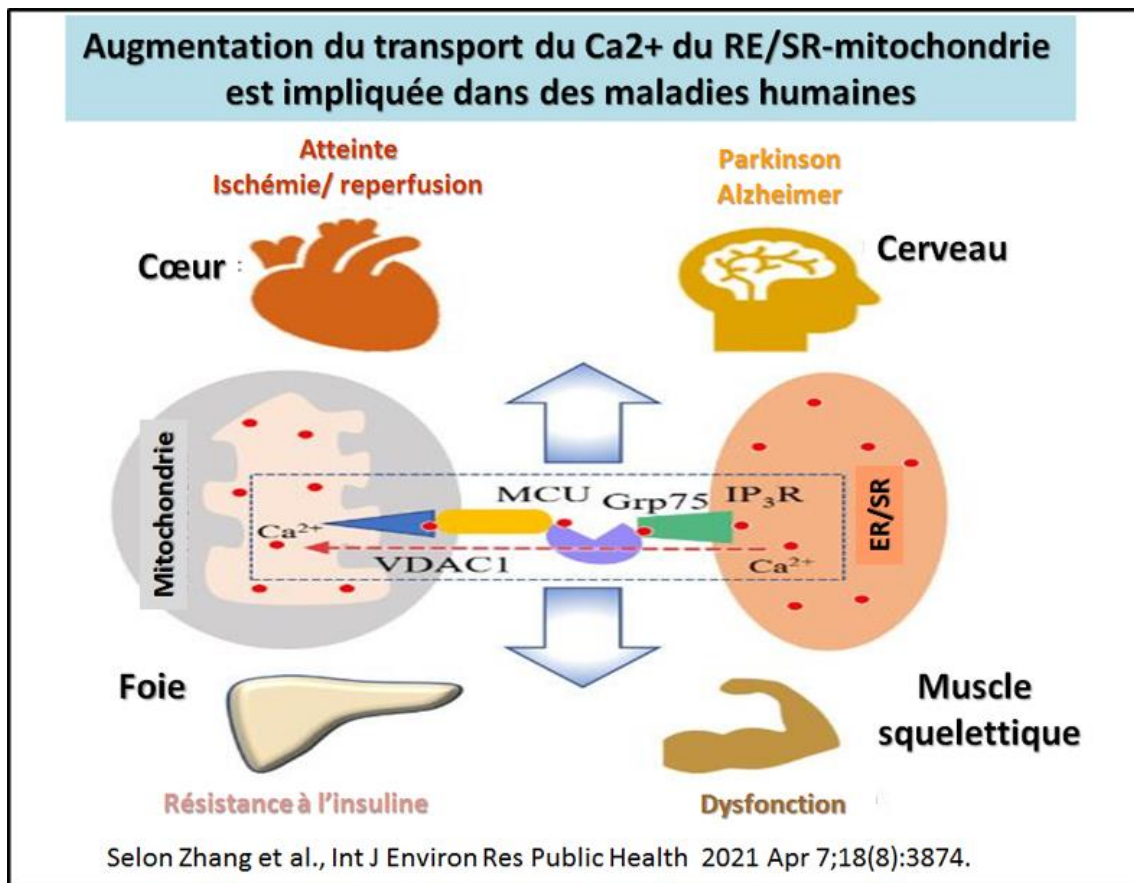 Augmentation du transport du Ca2+ du RE/SR-mitochondrie
est impliquée dans des maladies humaines
Atteinte
Ischémie/ reperfusion
Parkinson
Alzheimer
Cœur :
Cerveau
Mitochondrie
MCU
Grp75
IP₃R
ER/SR
Ca²⁺
VDAC1
Ca²⁺
Foie
Muscle
squelettique
Résistance à l'insuline
Dysfonction
Selon Zhang et al., Int J Environ Res Public Health 2021 Apr 7;18(8):3874.